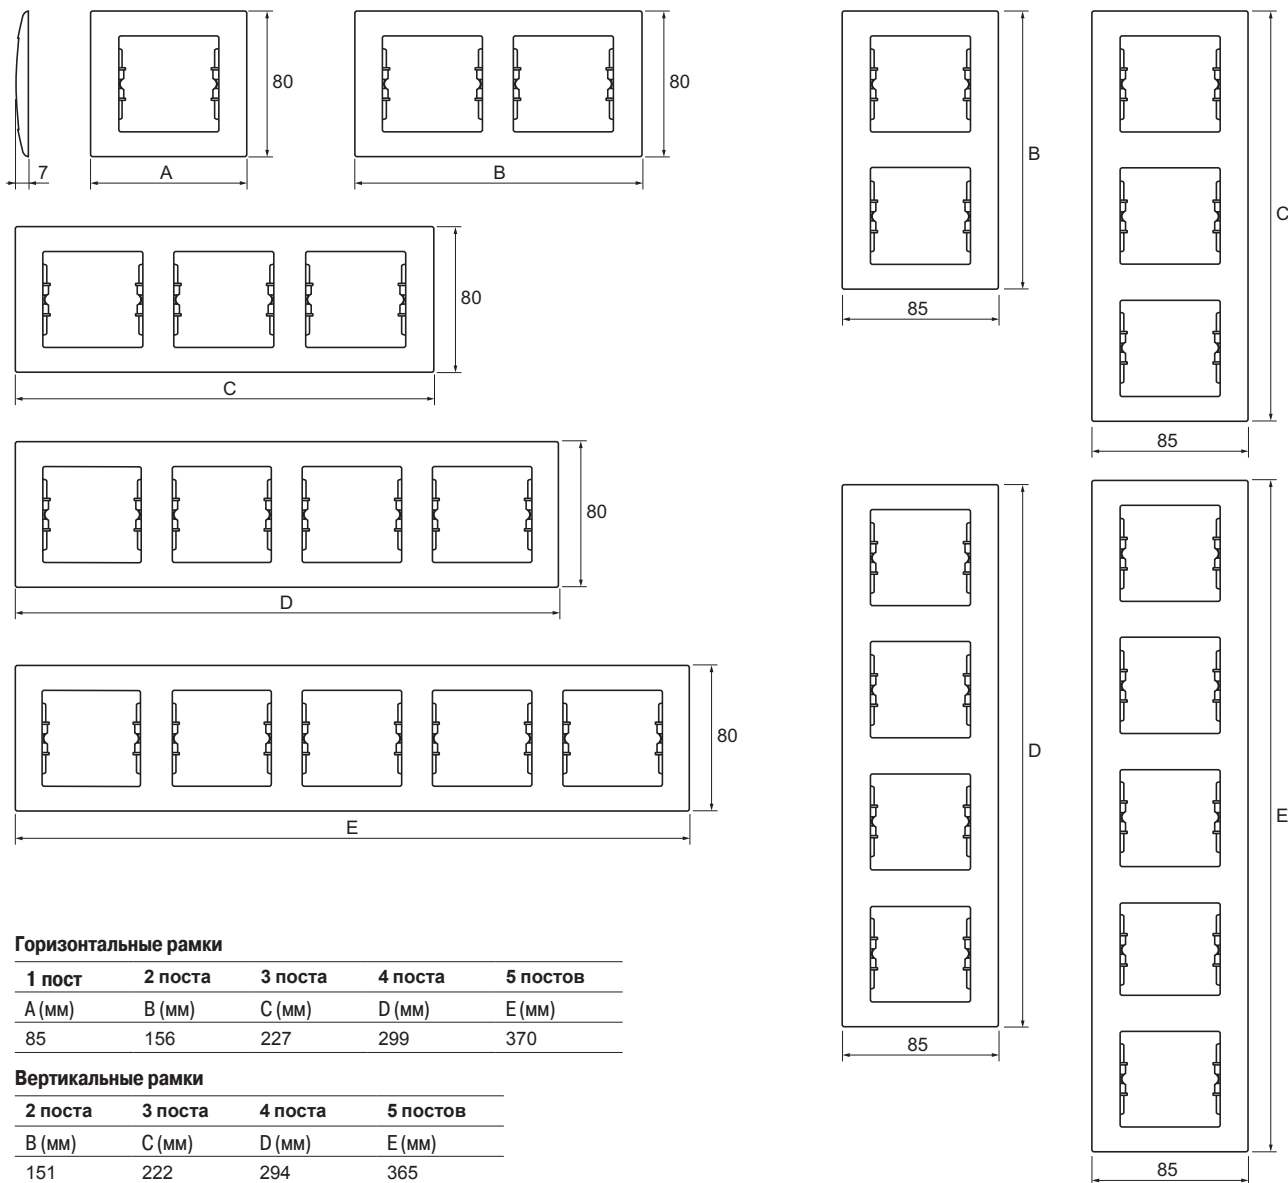 80
80
7
A
B
B
C
80
C
85
85
80
D
80
E
D
E
85
85
Горизонтальные рамки
1 пост 2 поста 3 поста 4 поста 5 постов
A (мм) B (мм) C (мм) D (мм) E (мм)
85 156 227 299 370
Вертикальные рамки
2 поста 3 поста 4 поста 5 постов
B (мм) C (мм) D (мм) E (мм)
151 222 294 365